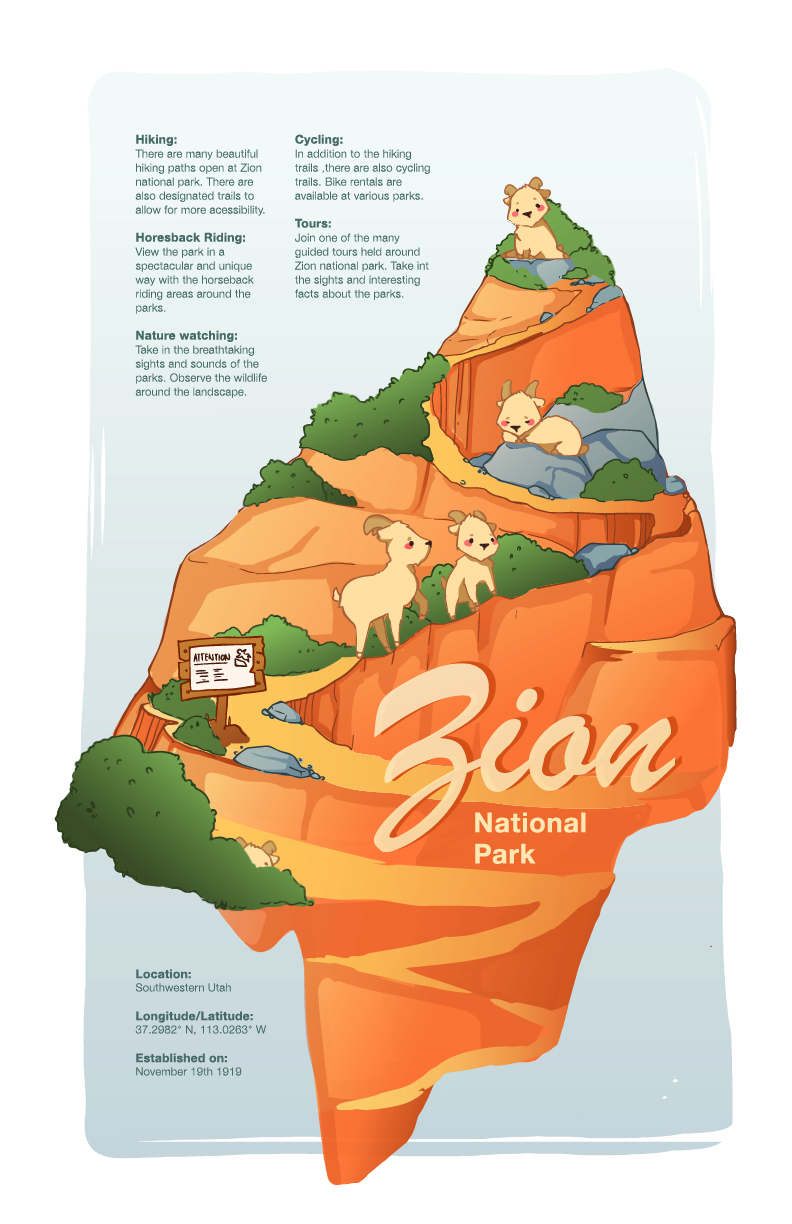 Hiking:
There are many beautiful
hiking paths open at Zion
national park. There are
also designated trails to
allow for more acessibility.
Horesback Riding:
View the park in a
spectacular and unique
way with the horseback
riding areas around the
parks.
Nature watching:
Take in the breathtaking
sights and sounds of the
parks. Observe the wildlife
around the landscape.
Cycling:
In addition to the hiking
trails ,there are also cycling
trails. Bike rentals are
available at various parks.
Tours:
Join one of the many
guided tours held around
Zion national park. Take int
the sights and interesting
facts about the parks.
ATTENTION
Zion
National
Park
Location:
Southwestern Utah
Longitude/Latitude:
37.2982° N, 113.0263° W
Established on:
November 19th 1919